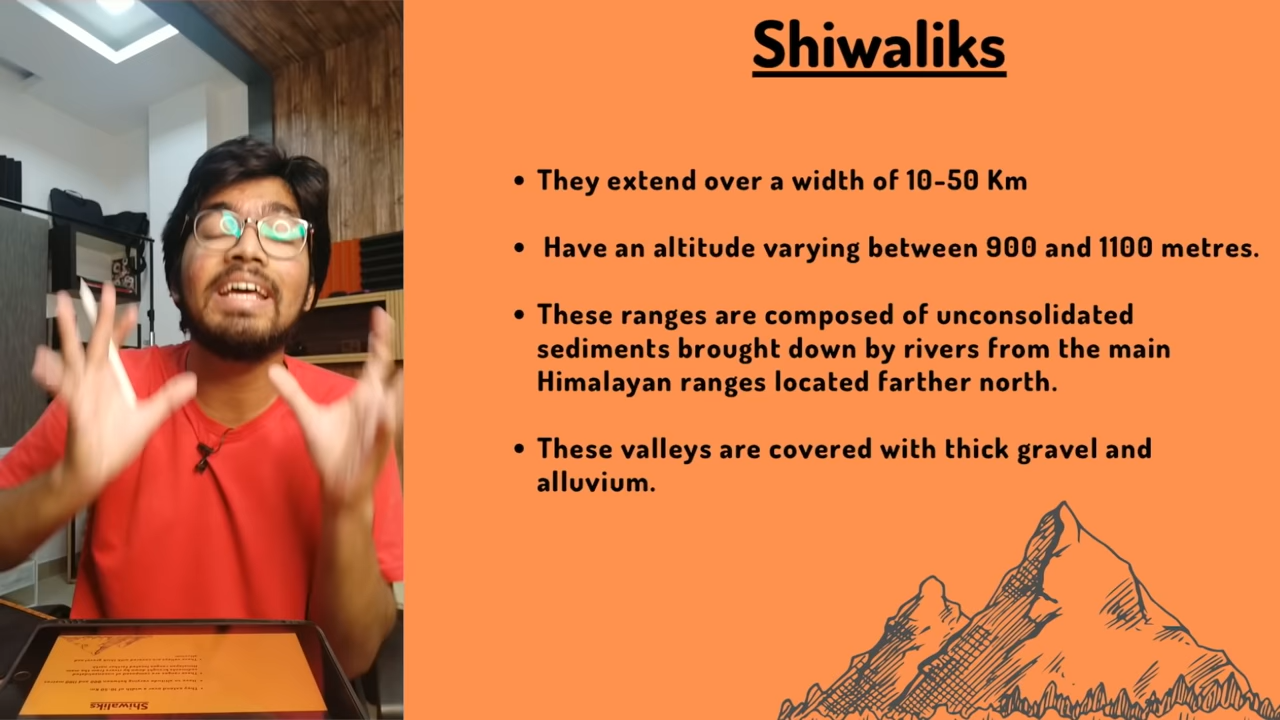 Shiwaliks
• They extend over a width of 10-50 Km
• Have an altitude varying between 900 and 1100 metres.
• These ranges are composed of unconsolidated
sediments brought down by rivers from the main
Himalayan ranges located farther north.
• These valleys are covered with thick gravel and
alluvium.
Shiwaliks